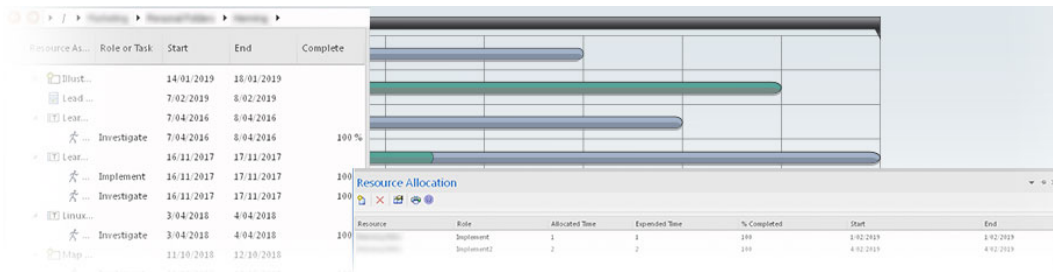 /
Resource As... Role or Task Start End Complete
Illust... 14/01/2019 18/01/2019
Lead ... 7/02/2019 8/02/2019
Lear... 7/04/2016 8/04/2016
... Investigate 7/04/2016 8/04/2016 100 %
Lear... 16/11/2017 17/11/2017
... Implement 16/11/2017 17/11/2017 100
... Investigate 16/11/2017 17/11/2017 100
Linux... 3/04/2018 4/04/2018
... Investigate 3/04/2018 4/04/2018 100
Map ... 11/10/2018 12/10/2018
Resource Allocation
Resource Role Allocated Time Expended Time % Completed Start End
Implement 1 1 100 1/02/2019 1/02/2019
Implement2 2 2 100 4/02/2019 4/02/2019